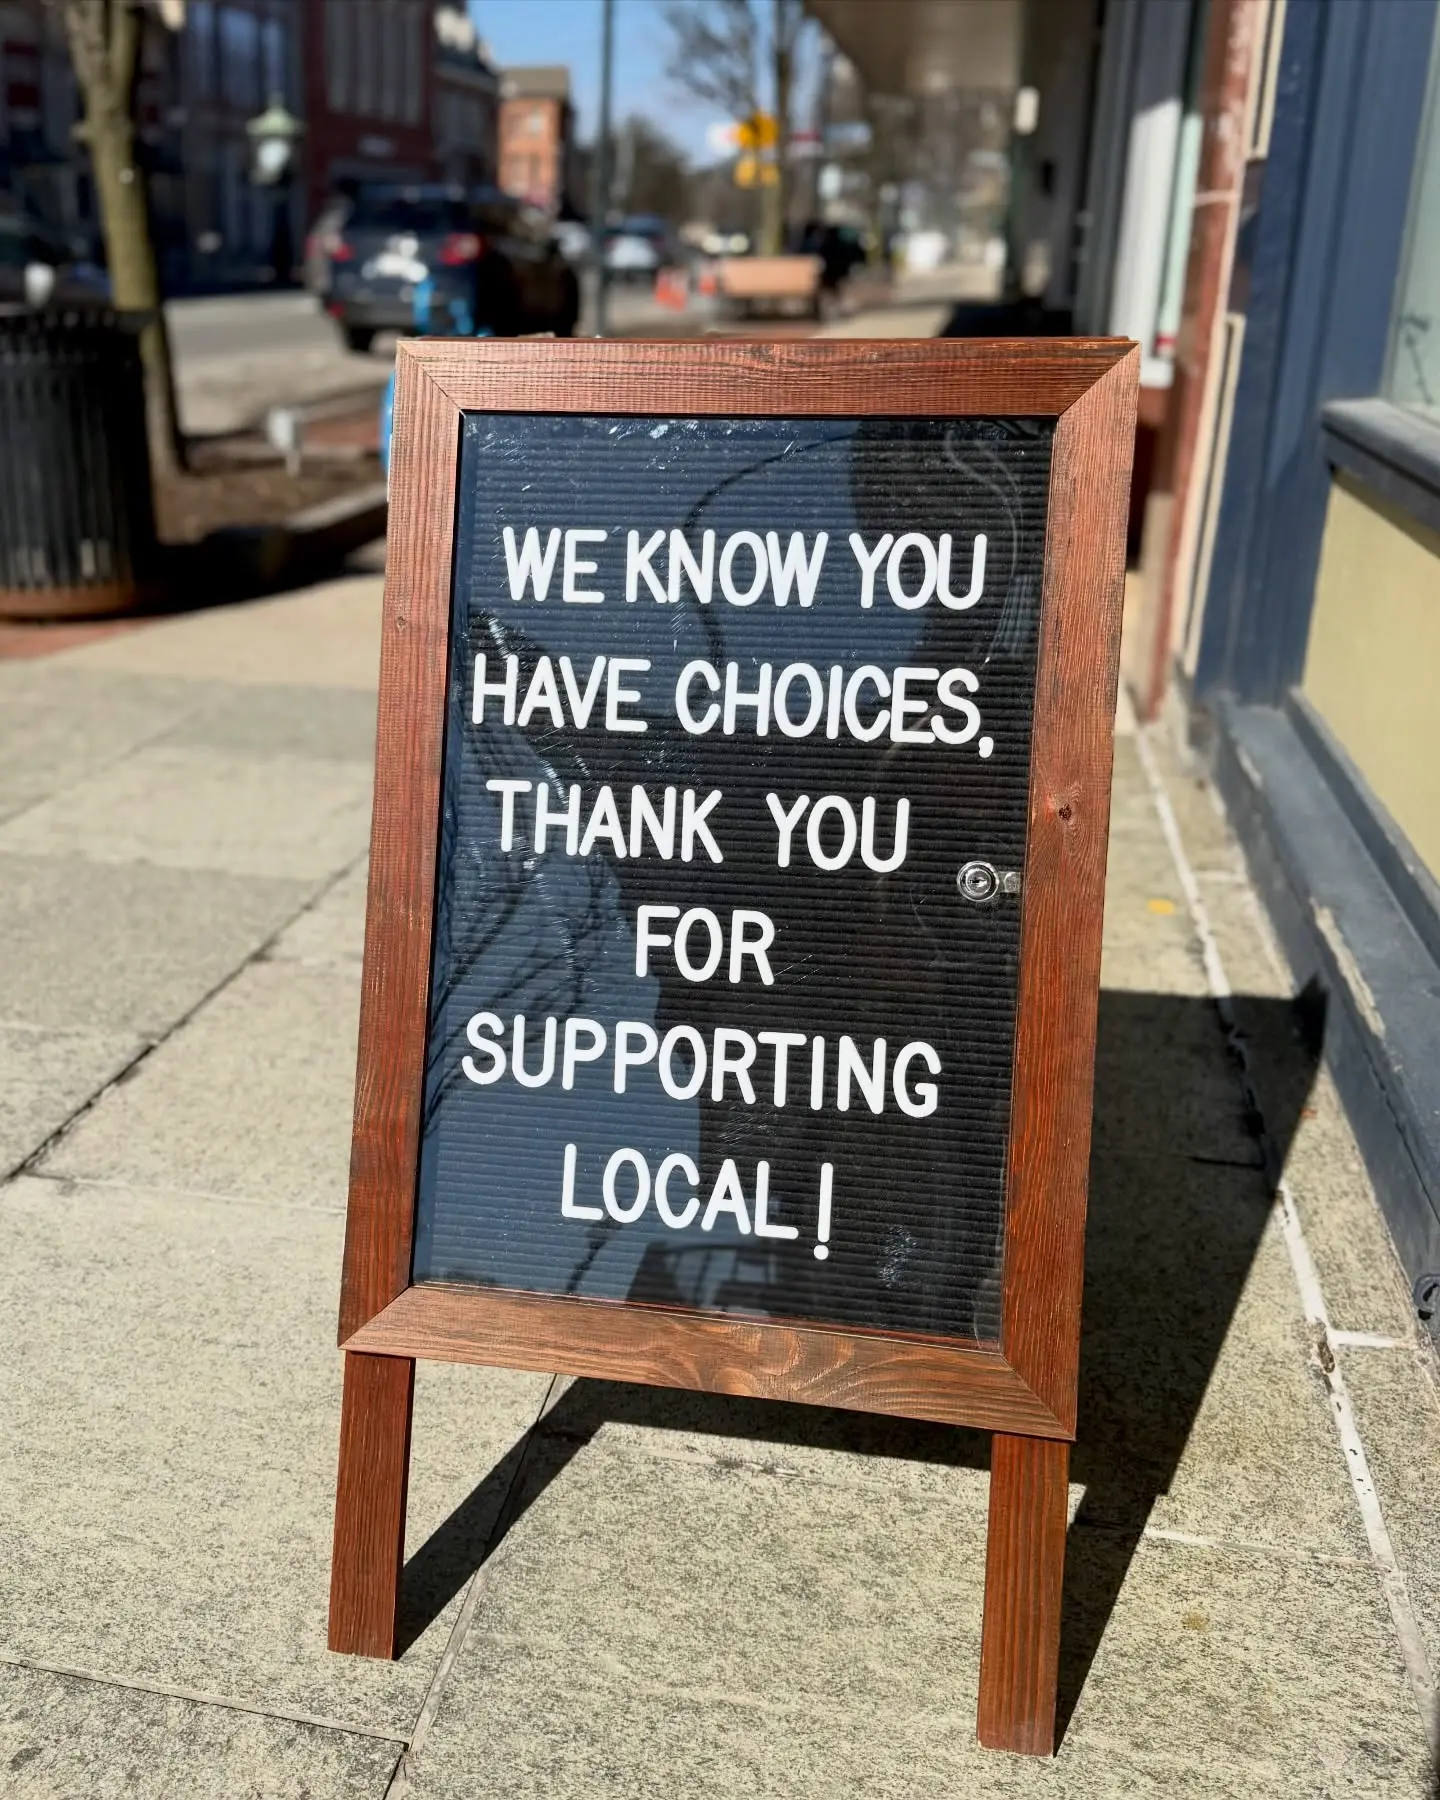 WE KNOW YOU
HAVE CHOICES,
THANK YOU
FOR
SUPPORTING
LOCAL!